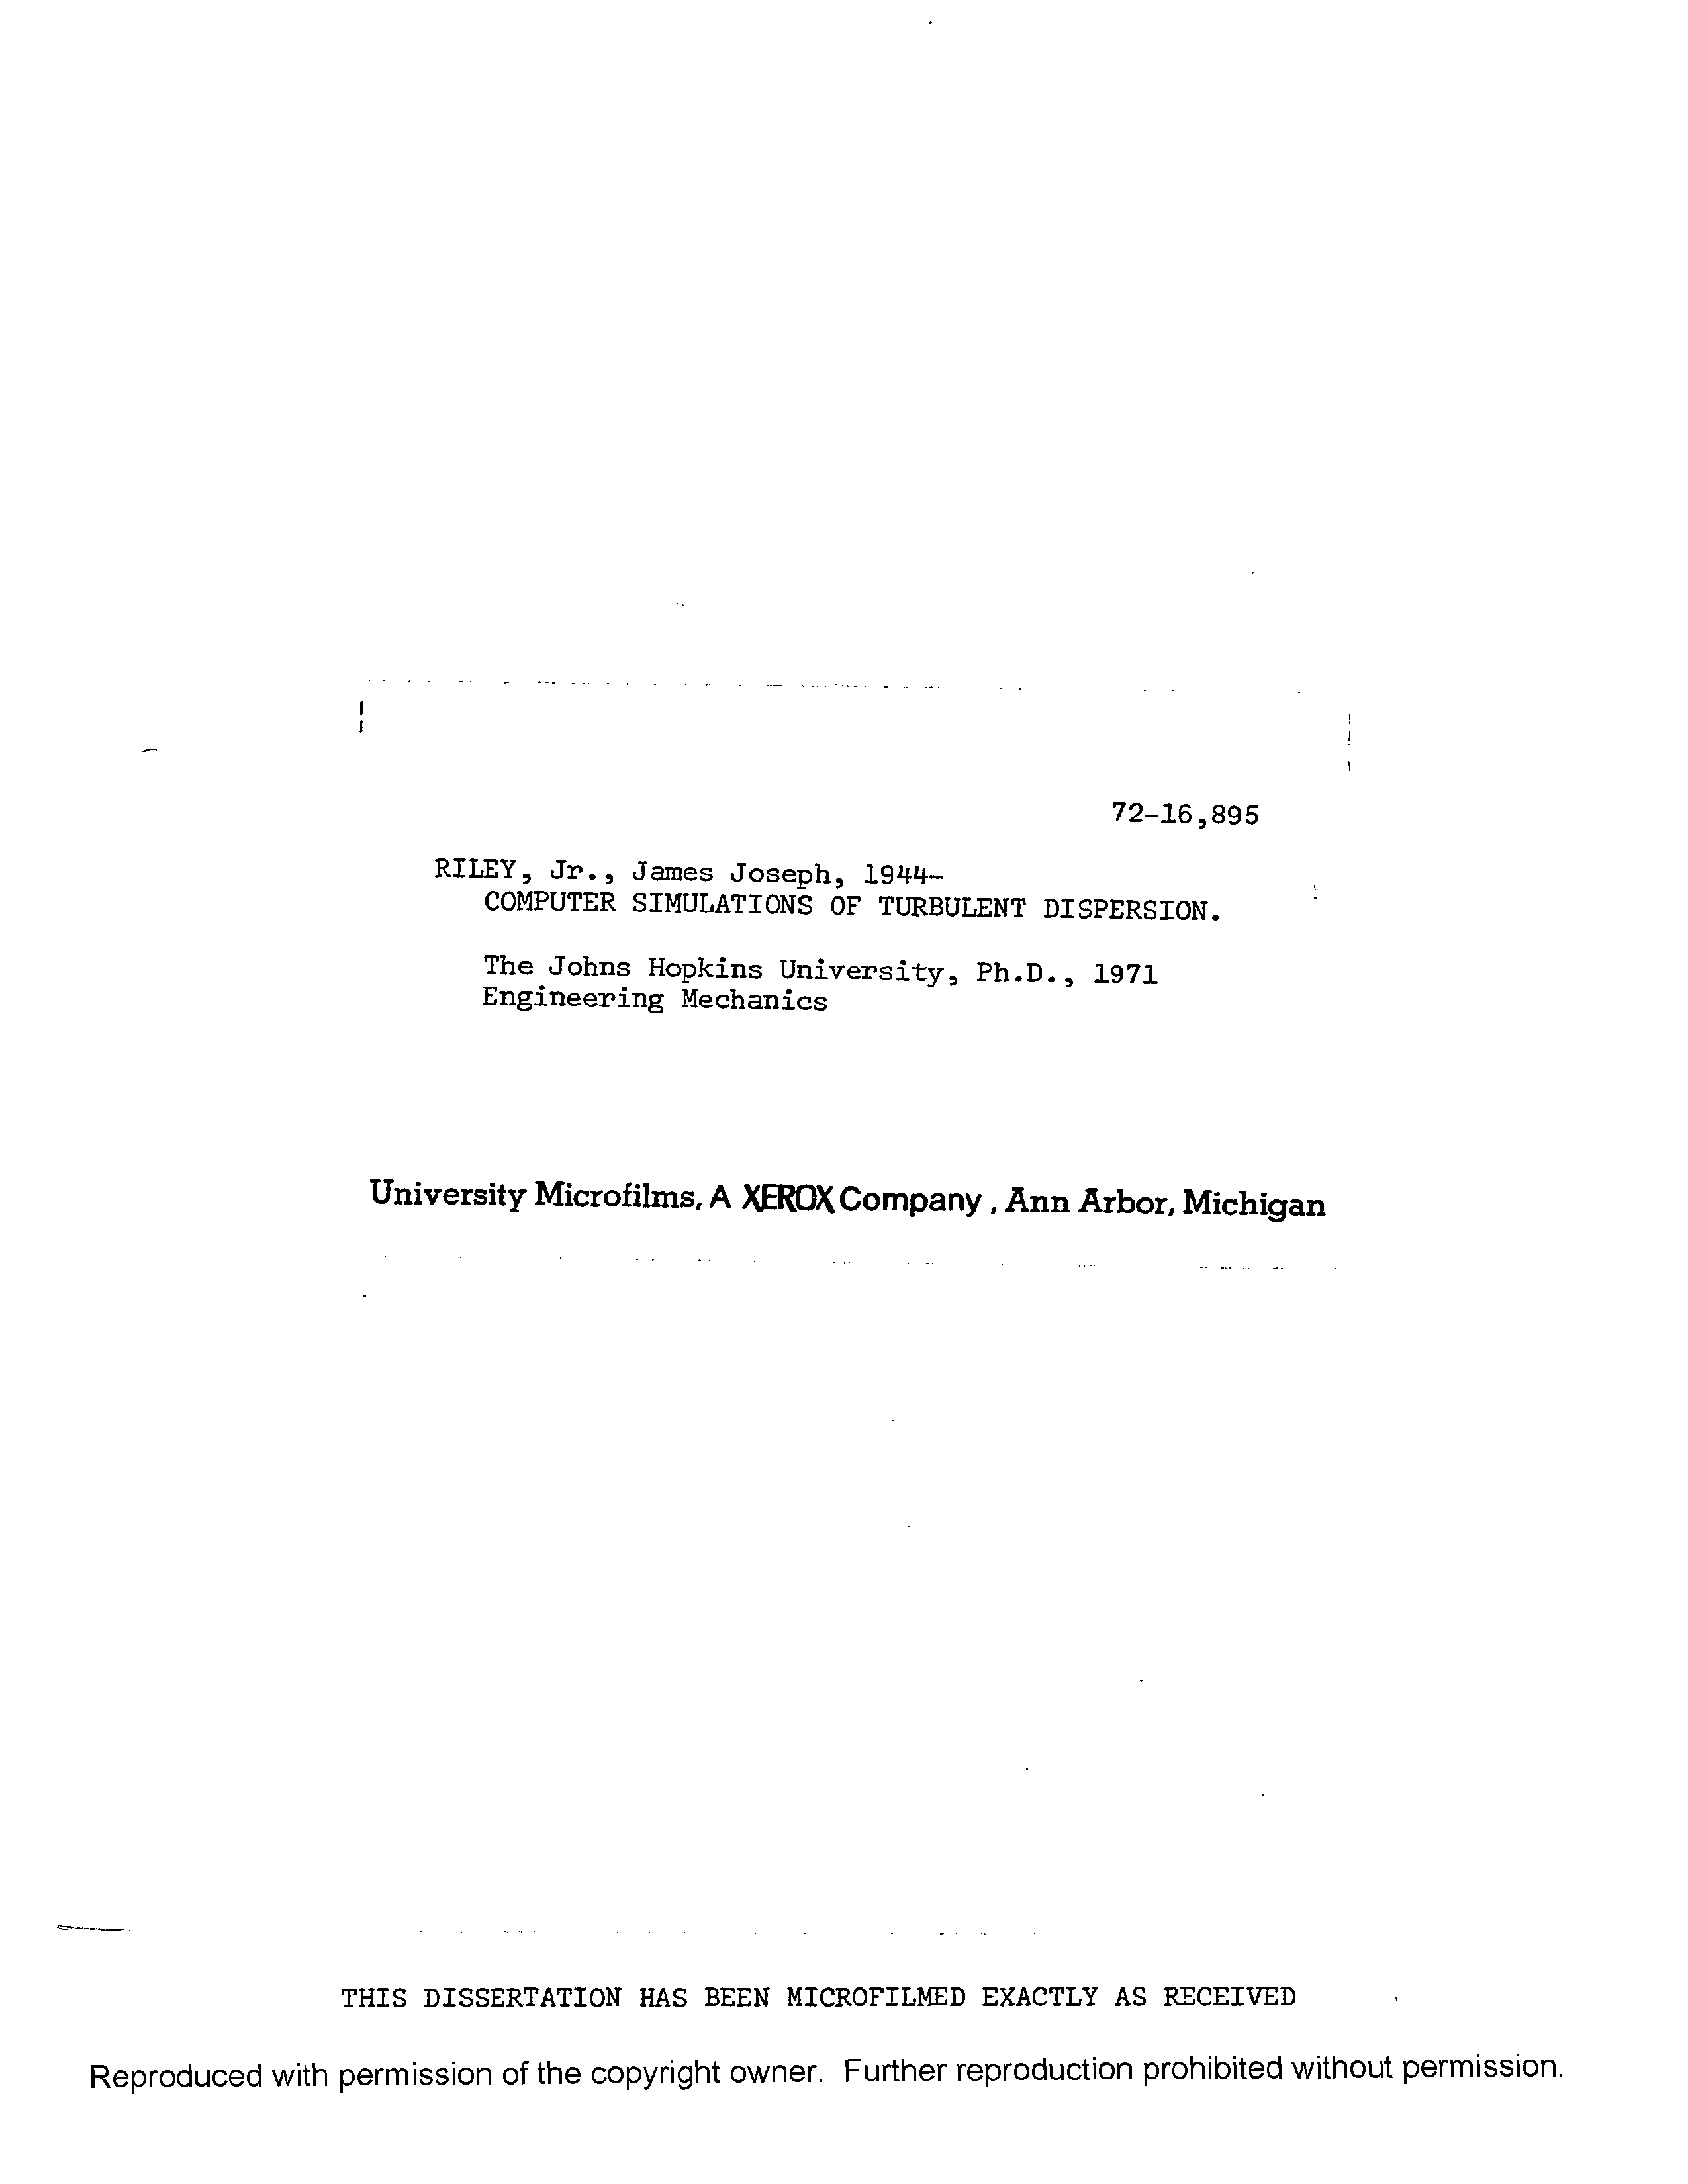 72-16,895
RILEY, Jr., James Joseph, 1944-
COMPUTER SIMULATIONS OF TURBULENT DISPERSION.
The Johns Hopkins University, Ph.D., 1971
Engineering Mechanics
University Microfilms, A XEROX Company , Ann Arbor, Michigan
THIS DISSERTATION HAS BEEN MICROFILMED EXACTLY AS RECEIVED
Reproduced with permission of the copyright owner. Further reproduction prohibited without permission.